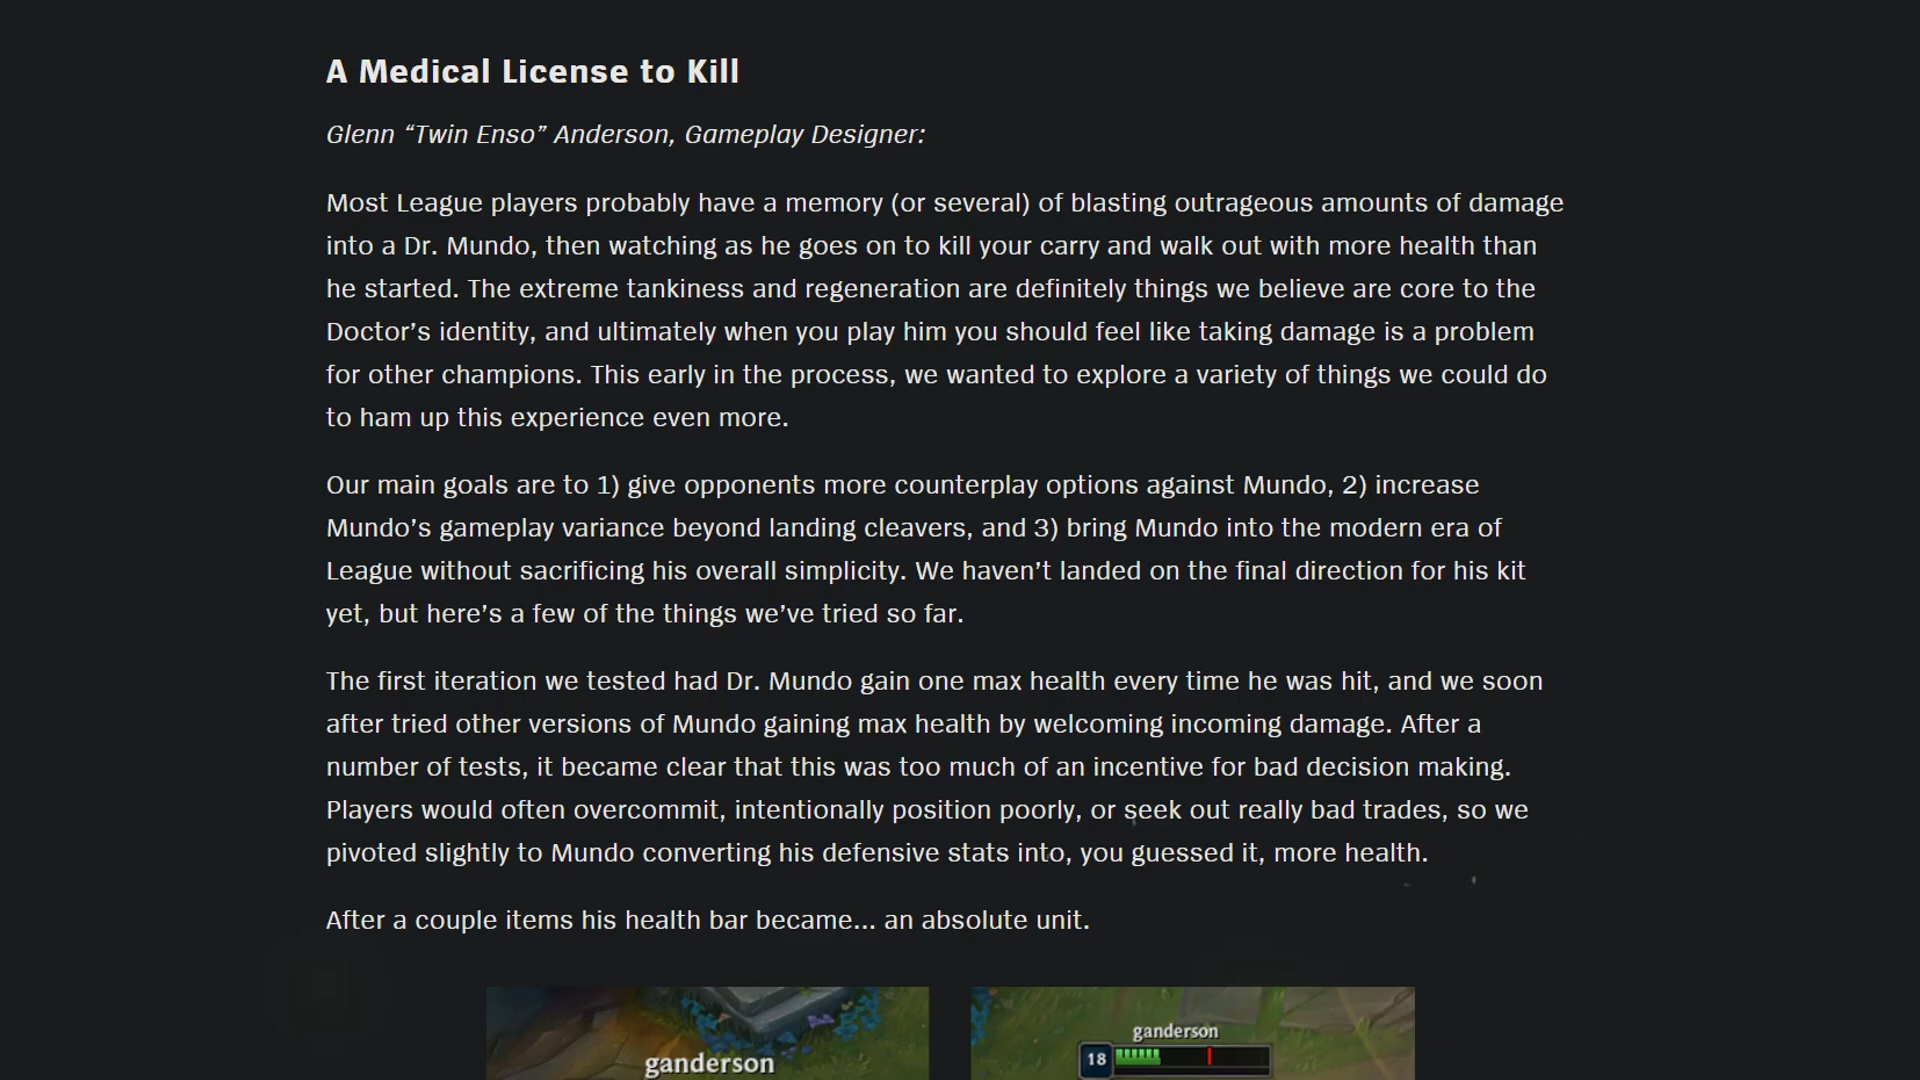 A Medical License to Kill
Glenn “Twin Enso” Anderson, Gameplay Designer:
Most League players probably have a memory (or several) of blasting outrageous amounts of damage
into a Dr. Mundo, then watching as he goes on to kill your carry and walk out with more health than
he started. The extreme tankiness and regeneration are definitely things we believe are core to the
Doctor’s identity, and ultimately when you play him you should feel like taking damage is a problem
for other champions. This early in the process, we wanted to explore a variety of things we could do
to ham up this experience even more.
Our main goals are to 1) give opponents more counterplay options against Mundo, 2) increase
Mundo’s gameplay variance beyond landing cleavers, and 3) bring Mundo into the modern era of
League without sacrificing his overall simplicity. We haven’t landed on the final direction for his kit
yet, but here’s a few of the things we’ve tried so far.
The first iteration we tested had Dr. Mundo gain one max health every time he was hit, and we soon
after tried other versions of Mundo gaining max health by welcoming incoming damage. After a
number of tests, it became clear that this was too much of an incentive for bad decision making.
Players would often overcommit, intentionally position poorly, or seek out really bad trades, so we
pivoted slightly to Mundo converting his defensive stats into, you guessed it, more health.
After a couple items his health bar became... an absolute unit.
ganderson
ganderson
18